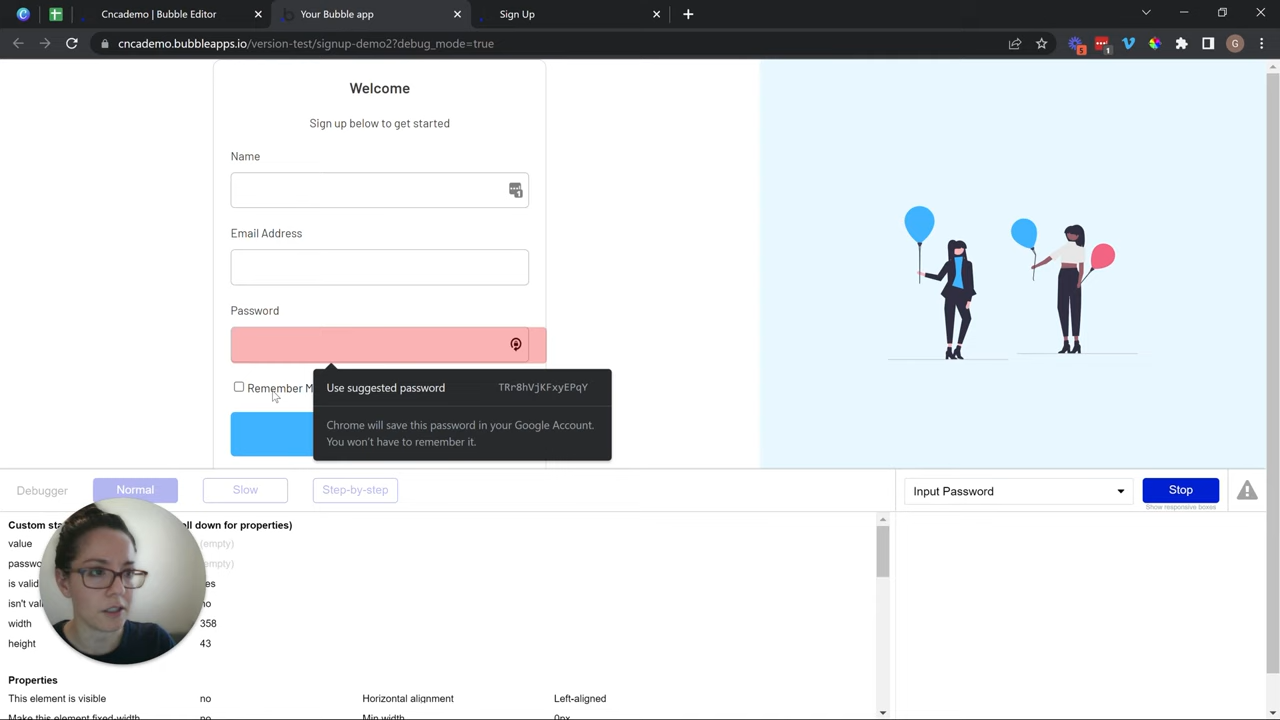 Cncademo | Bubble Editor
Your Bubble app
Sign Up
cncademo.bubbleapps.io/version-test/signup-demo2?debug_mode=true
5
1
G
Welcome
Sign up below to get started
Name
1
Email Address
Password
Remember M
Use suggested password TRr8hVjKFxyEPqY
Chrome will save this password in your Google Account.
You won't have to remember it.
Debugger
Normal
Slow
Step-by-step
Input Password
Stop
Show responsive boxes
Custom sta ll down for properties)
value (empty)
passwo (empty)
is valid es
isn't val no
width 358
height 43
Properties
This element is visible no Horizontal alignment Left-aligned
Make this element fixed-width no Min width 0px